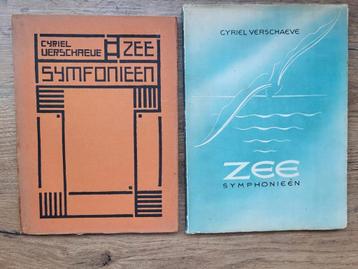 CYRIEL
VERSCHAEVE
ZEE
SYMFONIEEN
CYRIEL VERSCHAEVE
ZEE
SYMPHONIEËN